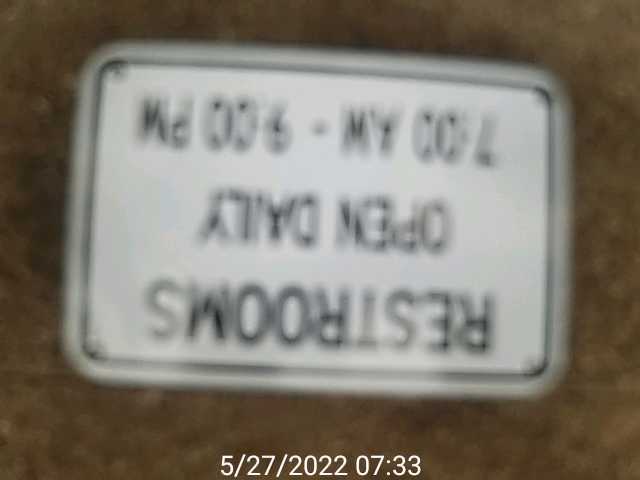 RESTROOMS
OPEN DAILY
7:00 AM - 9:00 PM
5/27/2022 07:33